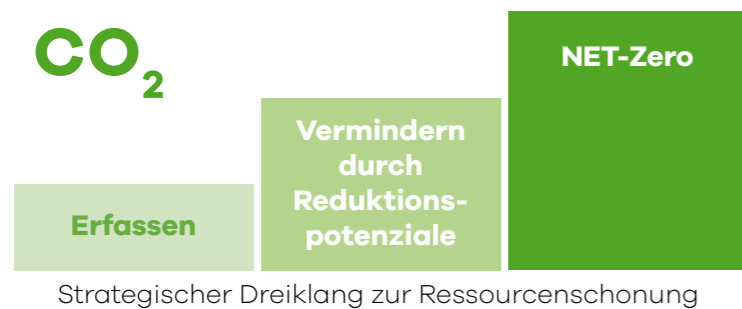 CO₂
Erfassen
Vermindern
durch
Reduktions-
potenziale
NET-Zero
Strategischer Dreiklang zur Ressourcenschonung